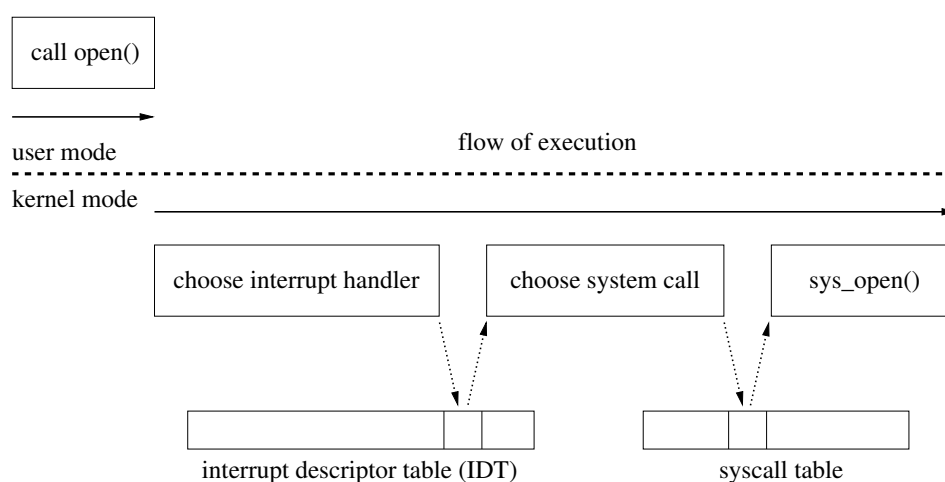 call open()
user mode
flow of execution
kernel mode
choose interrupt handler
choose system call
sys_open()
interrupt descriptor table (IDT)
syscall table